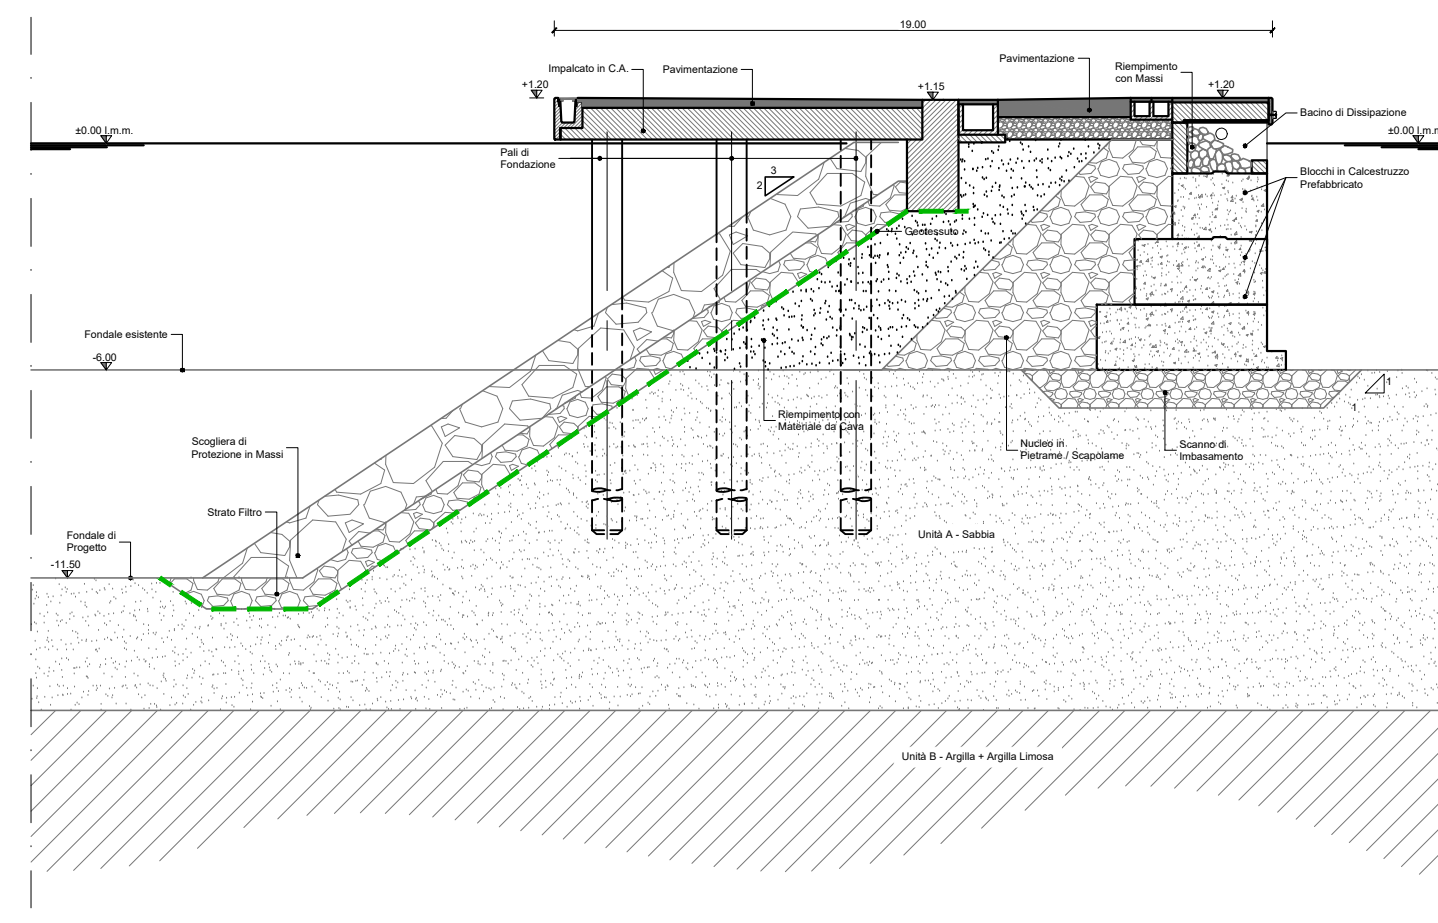 19.00
Impalcato in C.A.
Pavimentazione
Pavimentazione
Riempimento
con Massi
+1.20
+1.15
+1.20
Bacino di Dissipazione
±0.00 l.m.m.
±0.00 l.m.m
Pali di
Fondazione
3
2
Blocchi in Calcestruzzo
Prefabbricato
Geotessuto
Fondale esistente
-6.00
1
1
Riempimento con
Materiale da Cava
Scogliera di
Protezione in Massi
Nucleo in
Pietrame / Scapolame
Scanno di
Imbasamento
Strato Filtro
Fondale di
Progetto
Unità A - Sabbia
-11.50
Unità B - Argilla + Argilla Limosa